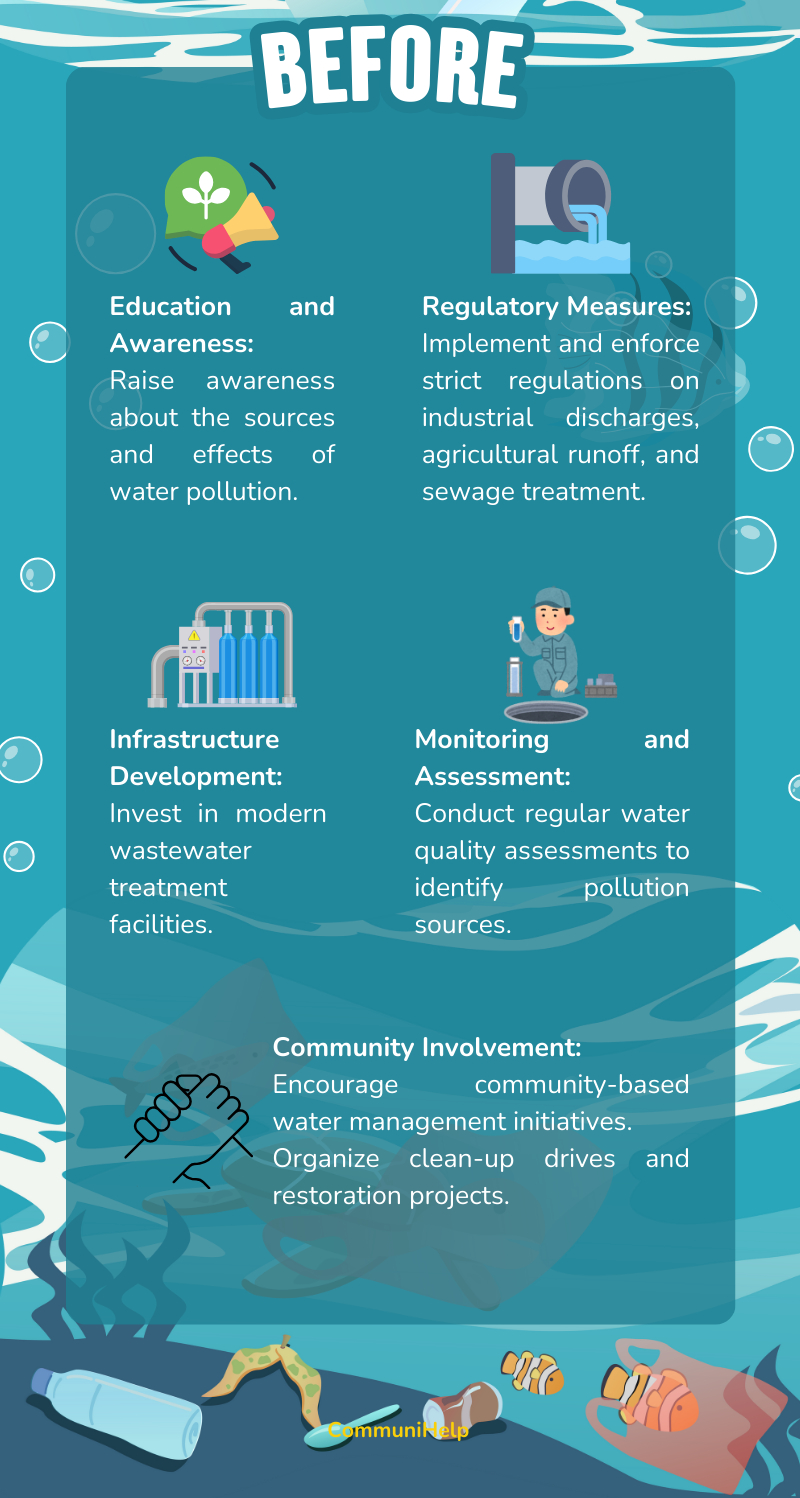 BEFORE
Education and
Awareness:
Raise awareness
about the sources
and effects of
water pollution.
Regulatory Measures:
Implement and enforce
strict regulations on
industrial discharges,
agricultural runoff, and
sewage treatment.
Infrastructure
Development:
Invest in modern
wastewater
treatment
facilities.
Monitoring and
Assessment:
Conduct regular water
quality assessments to
identify pollution
sources.
Community Involvement:
Encourage community-based
water management initiatives.
Organize clean-up drives and
restoration projects.
CommuniHelp